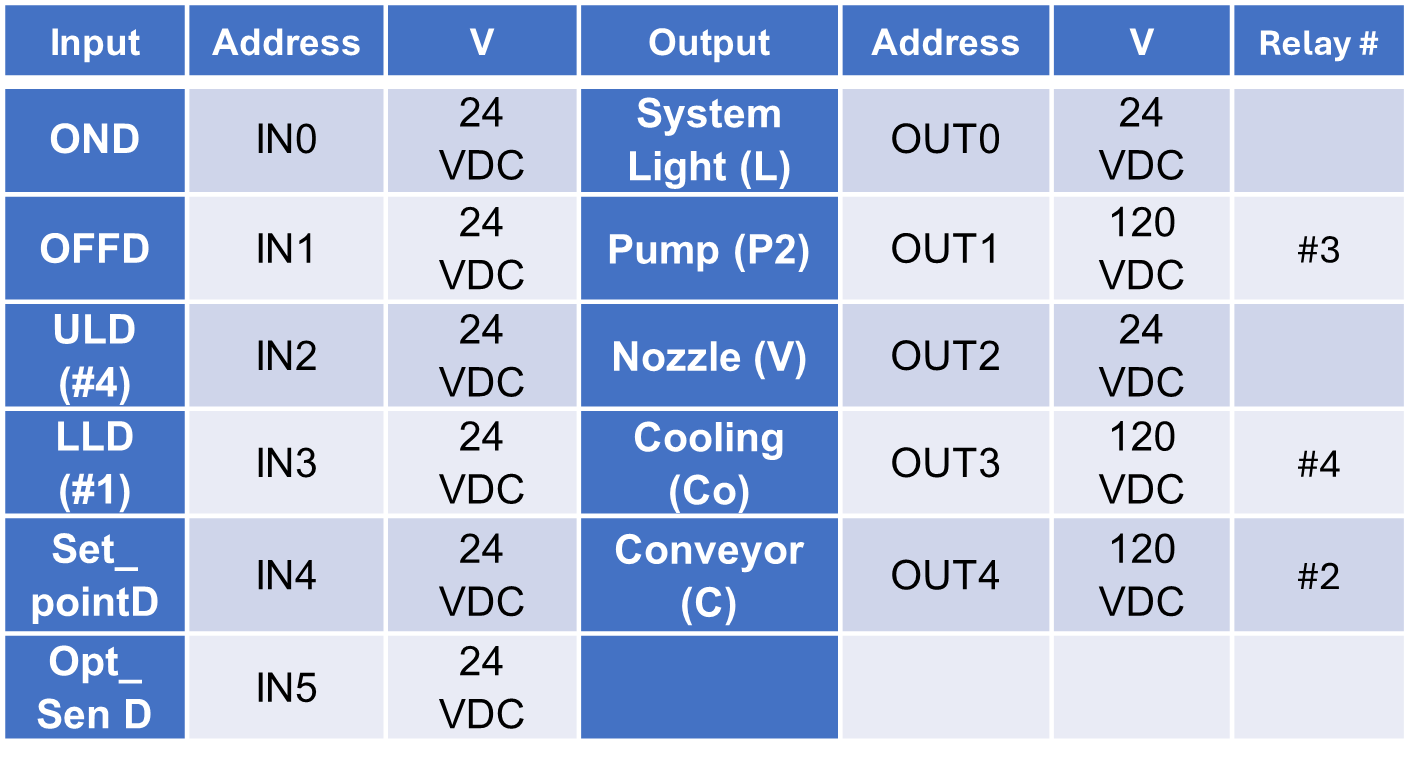 Input Address V Output Address V Relay #
OND IN0 24 VDC System Light (L) OUT0 24 VDC
OFFD IN1 24 VDC Pump (P2) OUT1 120 VDC #3
ULD (#4) IN2 24 VDC Nozzle (V) OUT2 24 VDC
LLD (#1) IN3 24 VDC Cooling (Co) OUT3 120 VDC #4
Set_ pointD IN4 24 VDC Conveyor (C) OUT4 120 VDC #2
Opt_ Sen D IN5 24 VDC